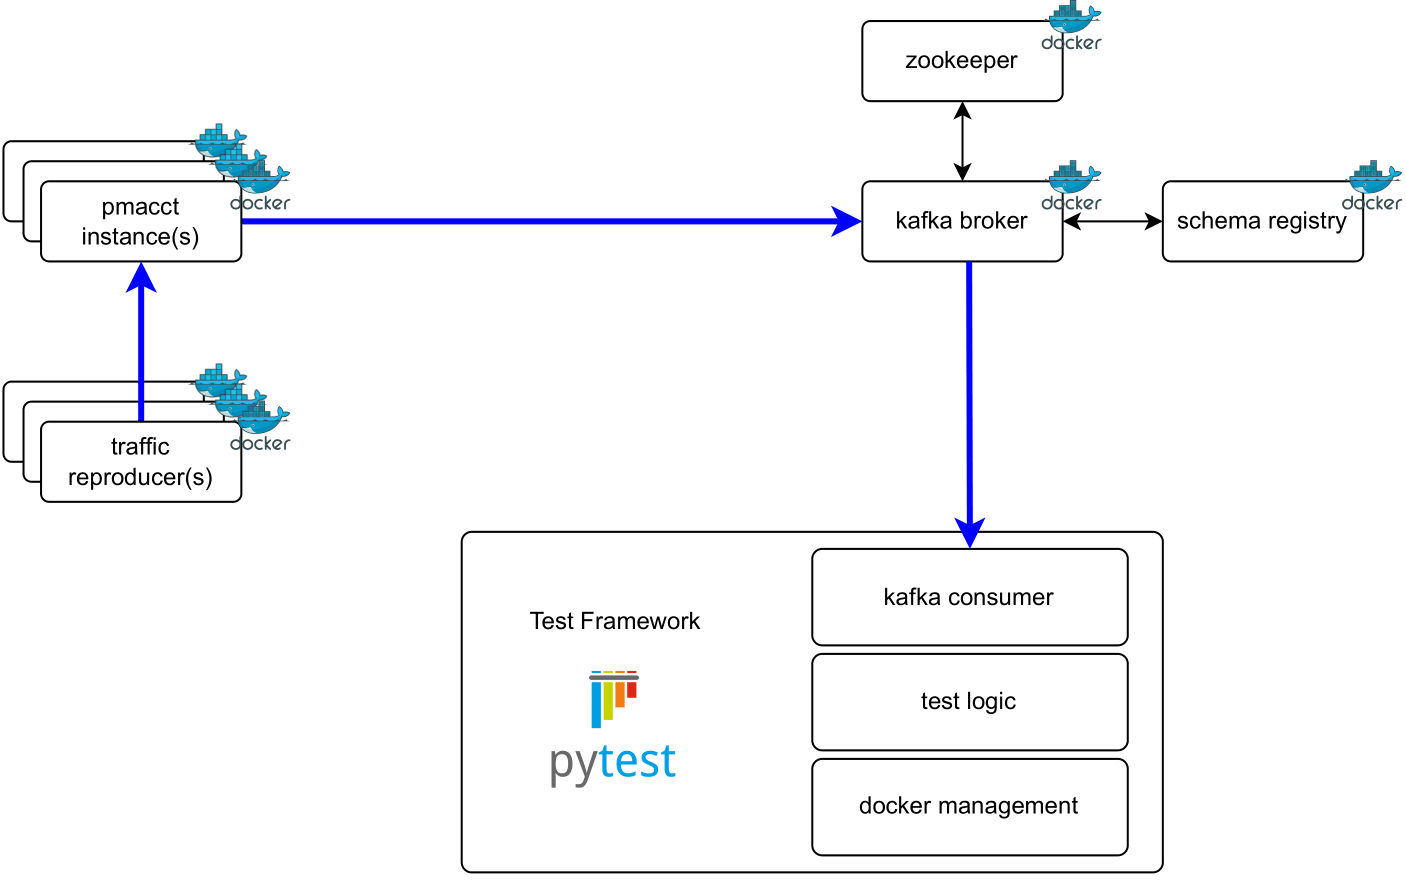 docker
zookeeper
docker
pmacct
instance(s)
docker
kafka broker
docker
schema registry
docker
traffic
reproducer(s)
docker
Test Framework
pytest
kafka consumer
test logic
docker management